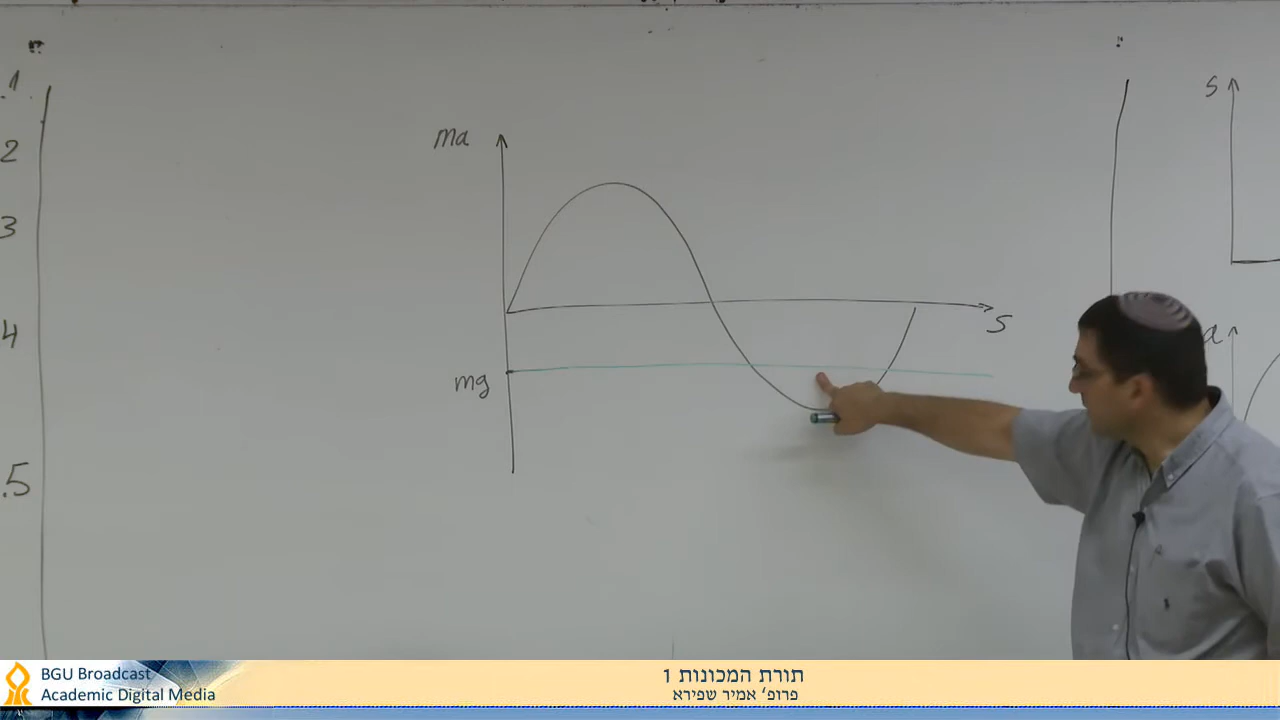 .1
2
3
4
.5
ma
mg
s
s
a
BGU Broadcast
Academic Digital Media
תורת המכונות 1
פרופ' אמיר שפירא